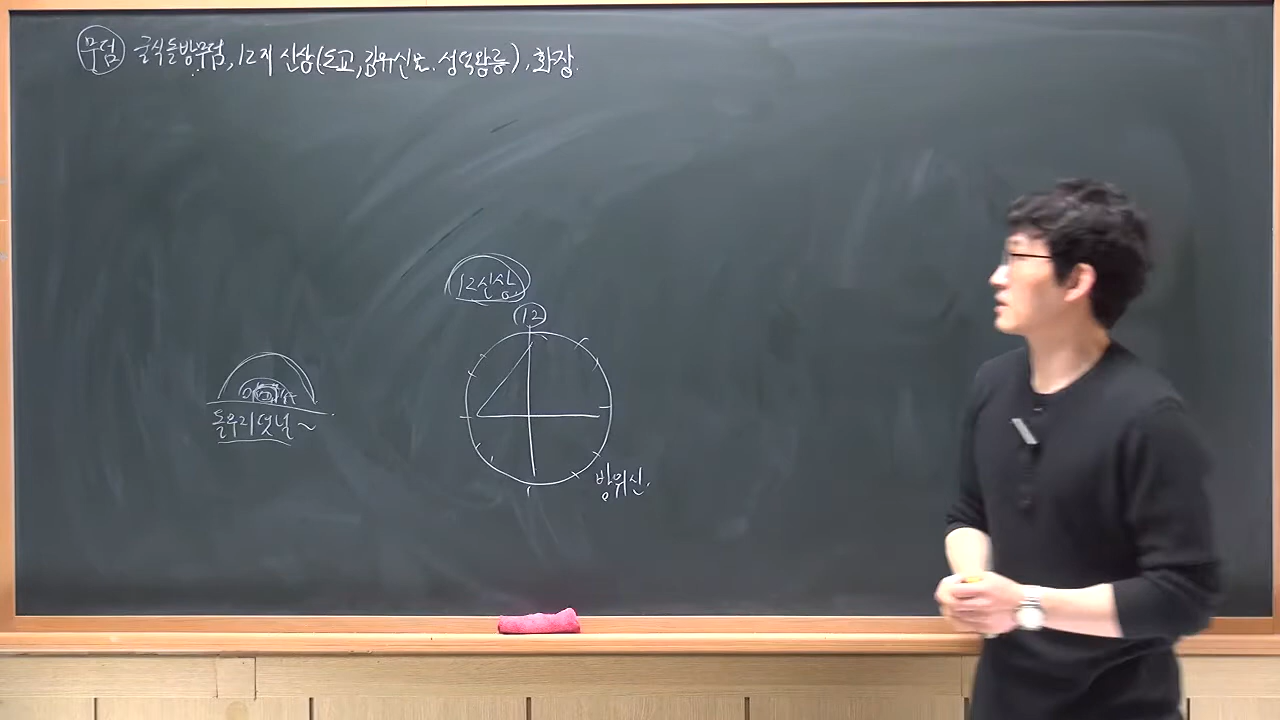 무덤 굴식돌방무덤, 12지 신상(도교, 김유신묘. 성덕왕릉). 화장.
12신상
12
돌무지덧널~
방위신.